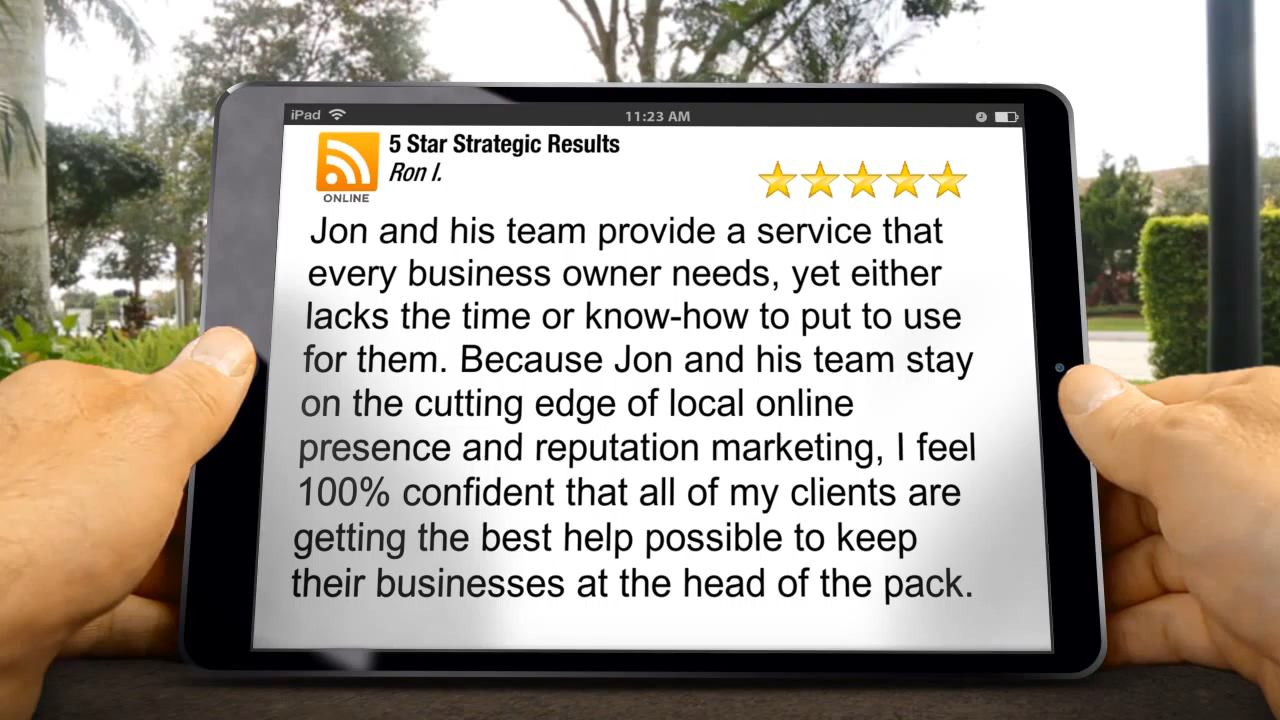 iPad 11:23 AM
5 Star Strategic Results
Ron I.
ONLINE
Jon and his team provide a service that
every business owner needs, yet either
lacks the time or know-how to put to use
for them. Because Jon and his team stay
on the cutting edge of local online
presence and reputation marketing, I feel
100% confident that all of my clients are
getting the best help possible to keep
their businesses at the head of the pack.